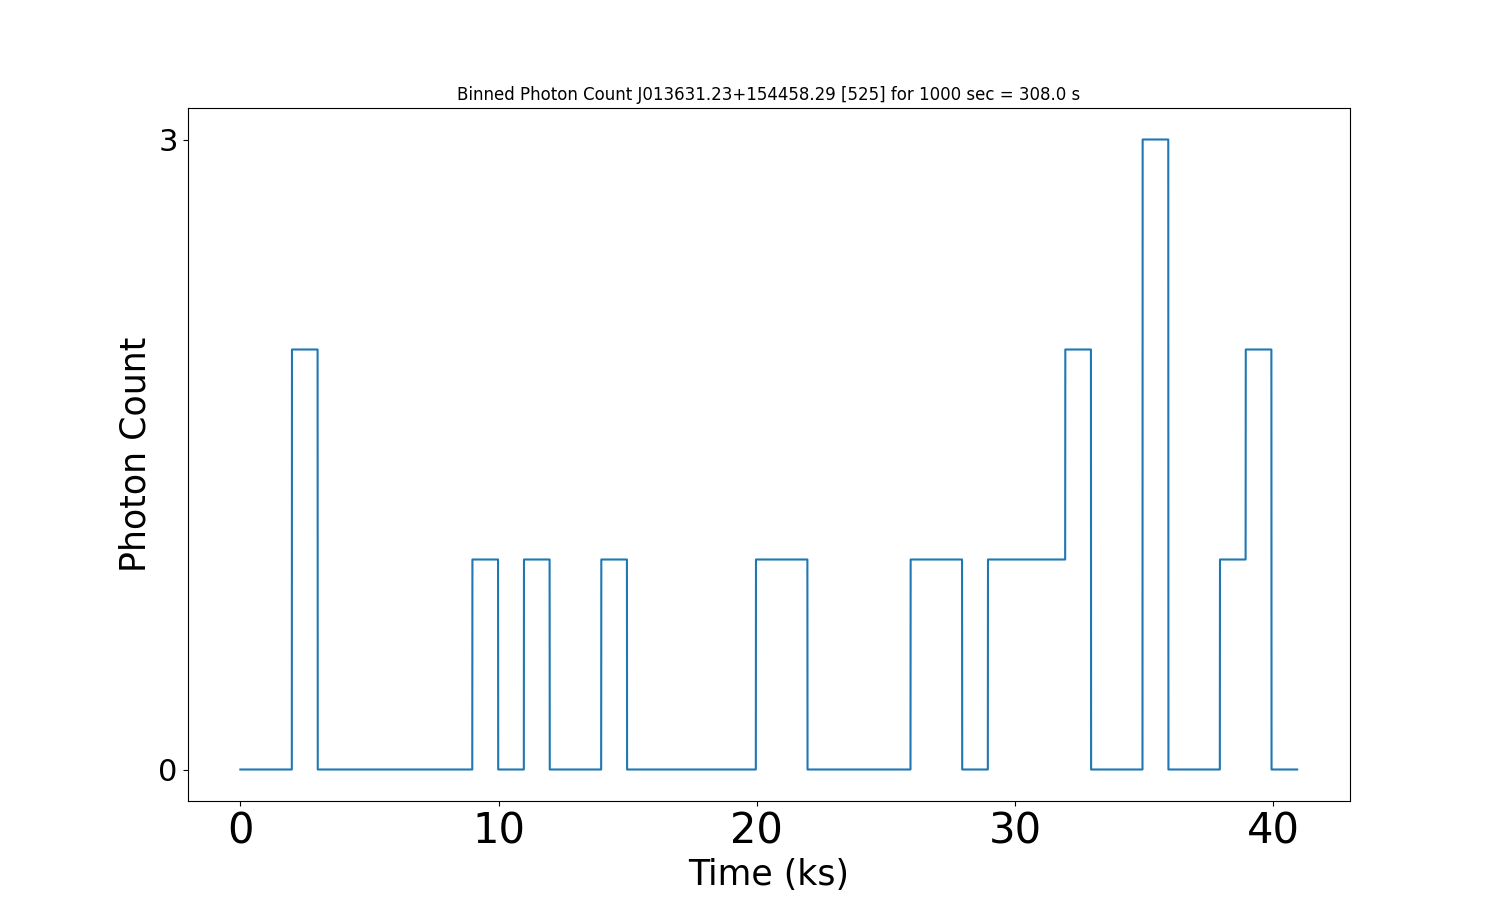 Binned Photon Count J013631.23+154458.29 [525] for 1000 sec = 308.0 s
3
Photon Count
0
0 10 20 30 40
Time (ks)